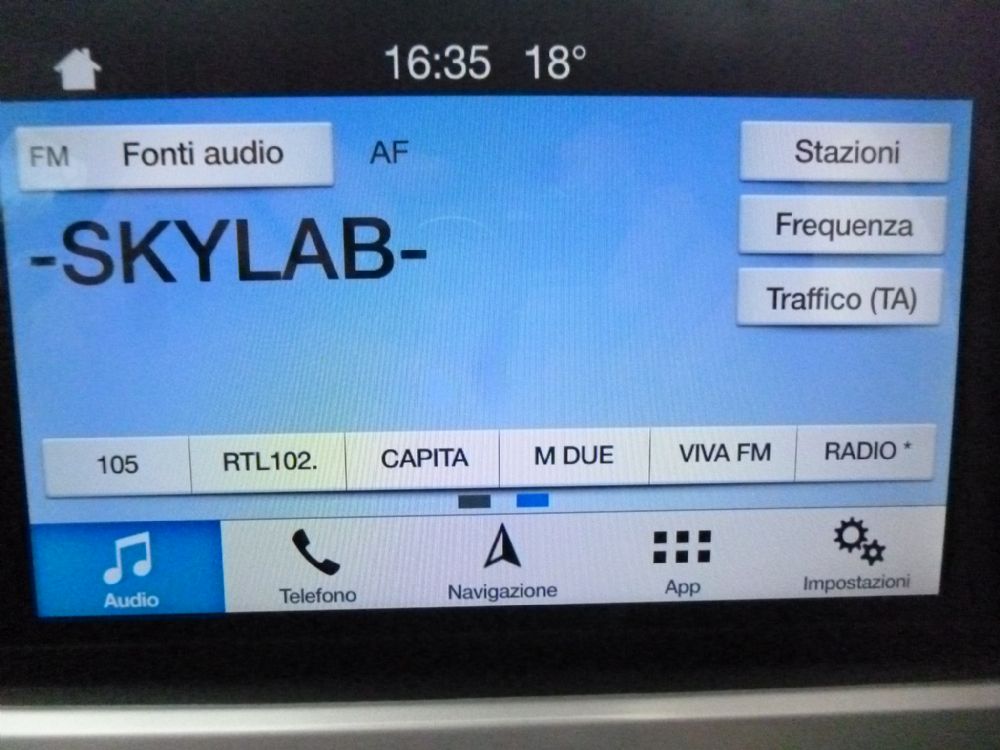 16:35 18°
FM Fonti audio AF Stazioni
-SKYLAB- Frequenza
Traffico (TA)
105 RTL102. CAPITA M DUE VIVA FM RADIO *
Audio Telefono Navigazione App Impostazioni